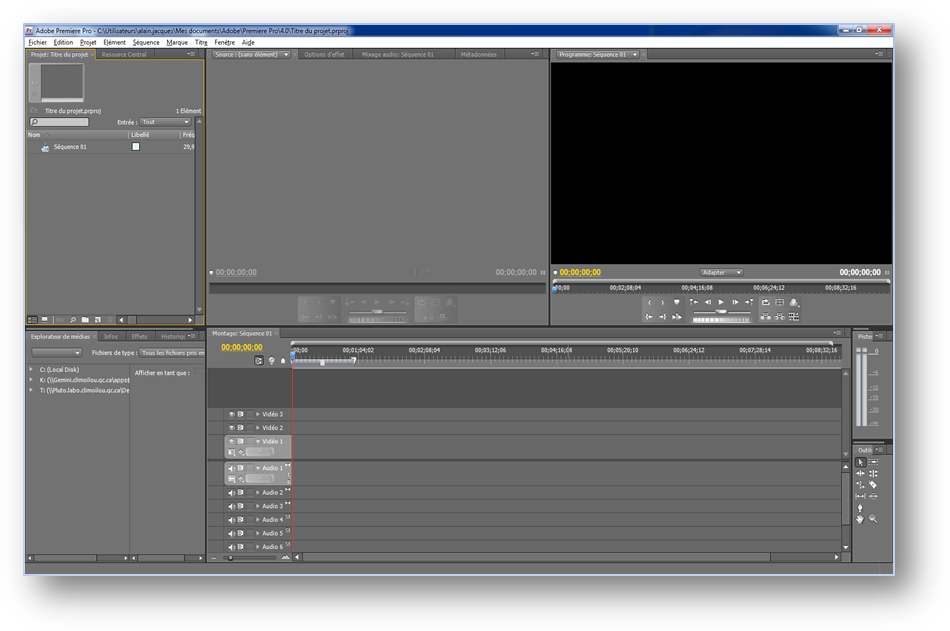 Adobe Premiere Pro - C:\Utilisateurs\alain.jacques\Mes documents\Adobe\Premiere Pro\4.0\Titre du projet.prproj
Fichier Édition Projet Elément Séquence Marque Titre Fenêtre Aide
Projet: Titre du projet Ressource Central
Source : (sans élément) Options d'effet Mixage audio: Séquence 01 Métadonnées
Programme: Séquence 01
Titre du projet.prproj 1 Elément
Entrée : Tout
Nom Libellé Fréq
Séquence 01 29,9
00;00;00;00 00;00;00;00
00;00;00;00 Adapter 00;00;00;00
00;00 00;02;08;04 00;04;16;08 00;06;24;12 00;08;32;16
Explorateur de médias Infos Effets Historiq
Fichiers de type : Tous les fichiers pris en
Afficher en tant que :
C: (Local Disk)
K: (\\Gemini.climoilou.qc.ca\appst
T: (\\Pluto.labo.climoilou.qc.ca\De
Montage: Séquence 01
00;00;00;00
00;00 00;01;04;02 00;02;08;04 00;03;12;06 00;04;16;08 00;05;20;10 00;06;24;12 00;07;28;14 00;08;32;16
Vidéo 3
Vidéo 2
Vidéo 1
Audio 1
Audio 2
Audio 3
Audio 4
Audio 5
Audio 6
Piste
0
-6
-12
-18
-30
Outils